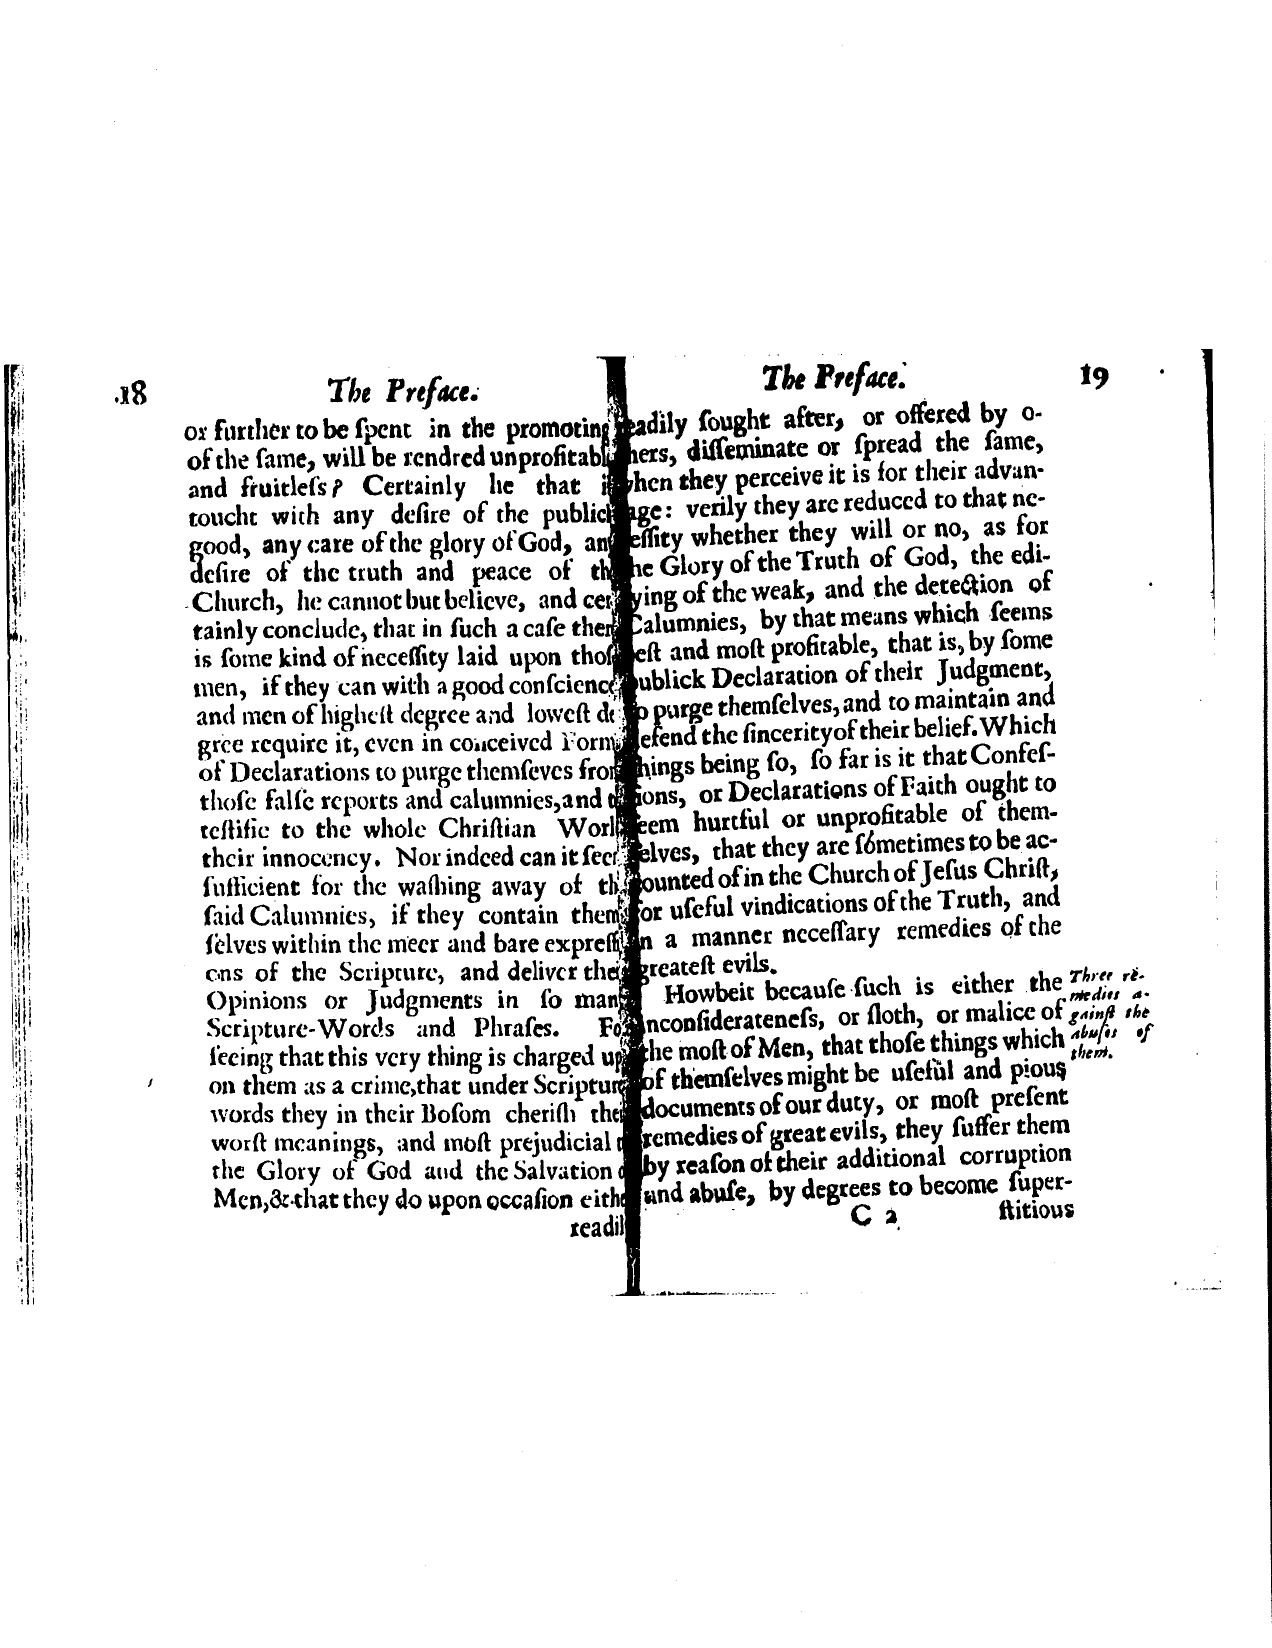 18
The Preface.
or further to be ſpent in the promoting
of the ſame, will be rendred unprofitabl
and fruitleſs? Certainly he that i
toucht with any deſire of the public
good, any care of the glory of God, an
deſire of the truth and peace of th
Church, he cannot but believe, and cer-
tainly conclude, that in ſuch a caſe ther
is ſome kind of neceſſity laid upon thoſ
men, if they can with a good conſcience
and men of higheſt degree and loweſt de
gree require it, even in conceived Form
of Declarations to purge themſeves fro
thoſe falſe reports and calumnies, and
teſtifie to the whole Chriſtian Worl
their innocency. Nor indeed can it ſee
ſufficient for the waſhing away of th
ſaid Calumnies, if they contain them
ſelves within the meer and bare expreſſi
ons of the Scripture, and deliver the
Opinions or Judgments in ſo man
Scripture-Words and Phraſes. Fo
ſeeing that this very thing is charged up
on them as a crime, that under Scriptur
words they in their Boſom cheriſh the
worſt meanings, and moſt prejudicial
the Glory of God and the Salvation
Men, & that they do upon occaſion eith
readil
The Preface.
19
eadily ſought after, or offered by o-
hers, diſſeminate or ſpread the ſame,
when they perceive it is for their advan-
age: verily they are reduced to that ne-
eſſity whether they will or no, as for
he Glory of the Truth of God, the edi-
ying of the weak, and the detection of
Calumnies, by that means which ſeems
eſt and moſt profitable, that is, by ſome
ublick Declaration of their Judgment,
o purge themſelves, and to maintain and
efend the ſincerity of their belief. Which
hings being ſo, ſo far is it that Confeſ-
ions, or Declarations of Faith ought to
eem hurtful or unprofitable of them-
elves, that they are ſómetimes to be ac-
ounted of in the Church of Jeſus Chriſt,
or uſeful vindications of the Truth, and
n a manner neceſſary remedies of the
greateſt evils.
Howbeit becauſe ſuch is either the
nconſiderateneſs, or ſloth, or malice of
the moſt of Men, that thoſe things which
of themſelves might be uſeful and pious
documents of our duty, or moſt preſent
remedies of great evils, they ſuffer them
by reaſon of their additional corruption
and abuſe, by degrees to become ſuper-
C 2
ſtitious
Three re-
medies a-
gainſt the
abuſes of
them.